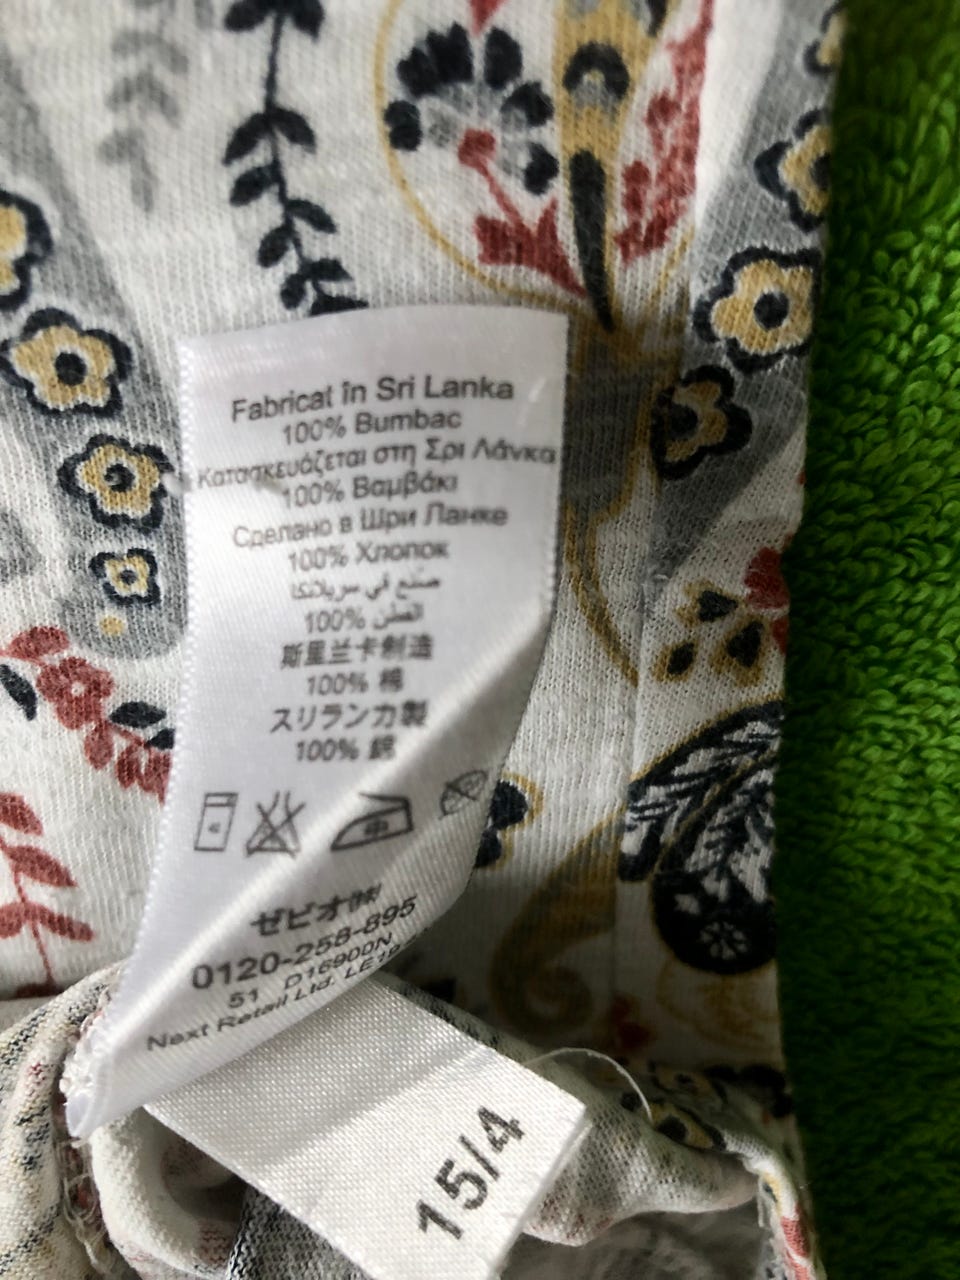 Fabricat în Sri Lanka
100% Bumbac
Κατασκευάζεται στη Σρι Λάνκα
100% Βαμβάκι
Сделано в Шри Ланке
100% Хлопок
صنع في سريلانكا
100% القطن
斯里兰卡制造
100% 棉
スリランカ製
100% 綿
ゼビオ㈱
0120-258-895
51 D16900N
Next Retail Ltd. LE19
15/4